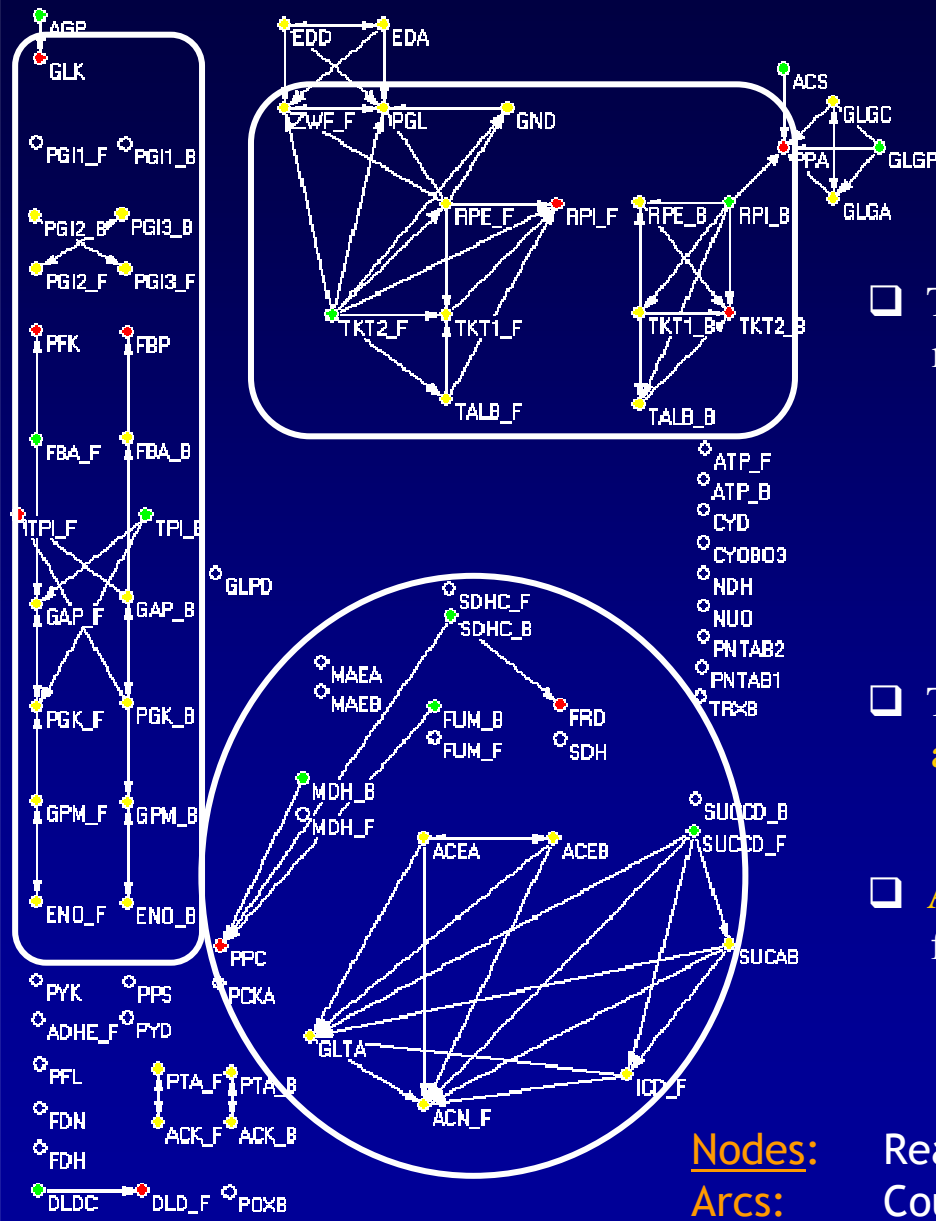 AGP
GLK
EDD
EDA
ACS
ZWF_F
PGL
GND
GLGC
PGI1_F
PGI1_B
PPA
GLGP
PGI2_B
PGI3_B
RPE_F
RPI_F
RPE_B
RPI_B
GLGA
PGI2_F
PGI3_F
PFK
FBP
TKT2_F
TKT1_F
TKT1_B
TKT2_B
TALB_F
TALB_B
FBA_F
FBA_B
ATP_F
ATP_B
TPI_F
TPI_B
CYD
CYOBO3
GLPD
NDH
GAP_F
GAP_B
SDHC_F
NUO
SDHC_B
PNTAB2
MAEA
PNTAB1
MAEB
TRXB
PGK_F
PGK_B
FUM_B
FRD
FUM_F
SDH
MDH_B
GPM_F
GPM_B
MDH_F
SUCCD_B
ACEA
ACEB
SUCCD_F
ENO_F
ENO_B
PPC
SUCAB
PYK
PPS
PCKA
ADHE_F
PYD
GLTA
PFL
PTA_F
PTA_B
ICD_F
FDN
ACN_F
ACK_F
ACK_B
FDH
DLDC
DLD_F
POXB
T
T
A
f
Nodes: Rea
Arcs: Cou